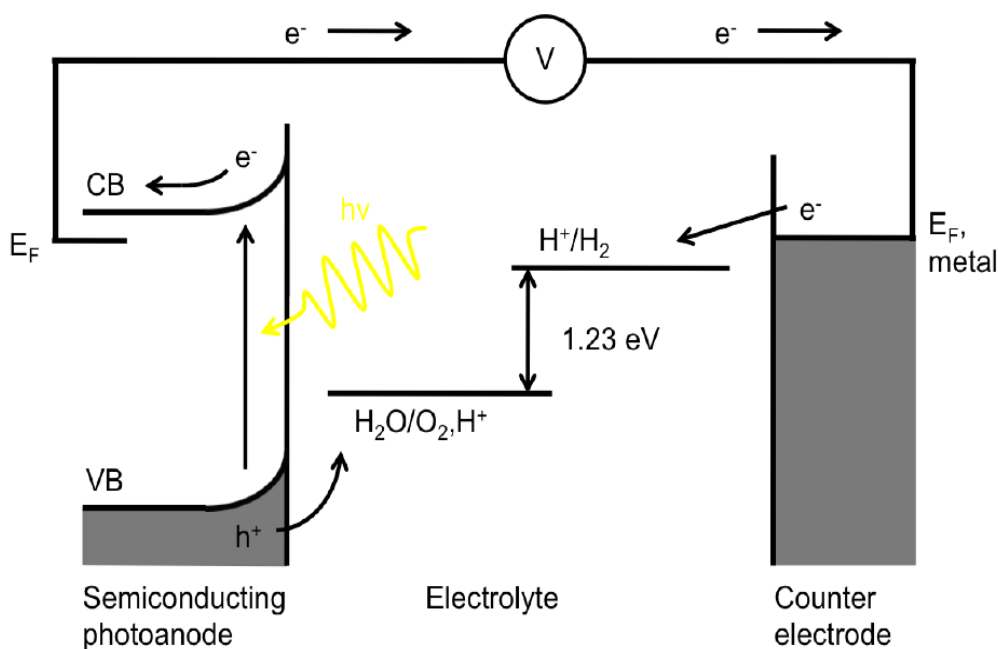 e⁻
e⁻
V
e⁻
CB
hv
e⁻
E_F
H⁺/H₂
E_F,
metal
1.23 eV
H₂O/O₂,H⁺
VB
h⁺
Semiconducting
photoanode
Electrolyte
Counter
electrode